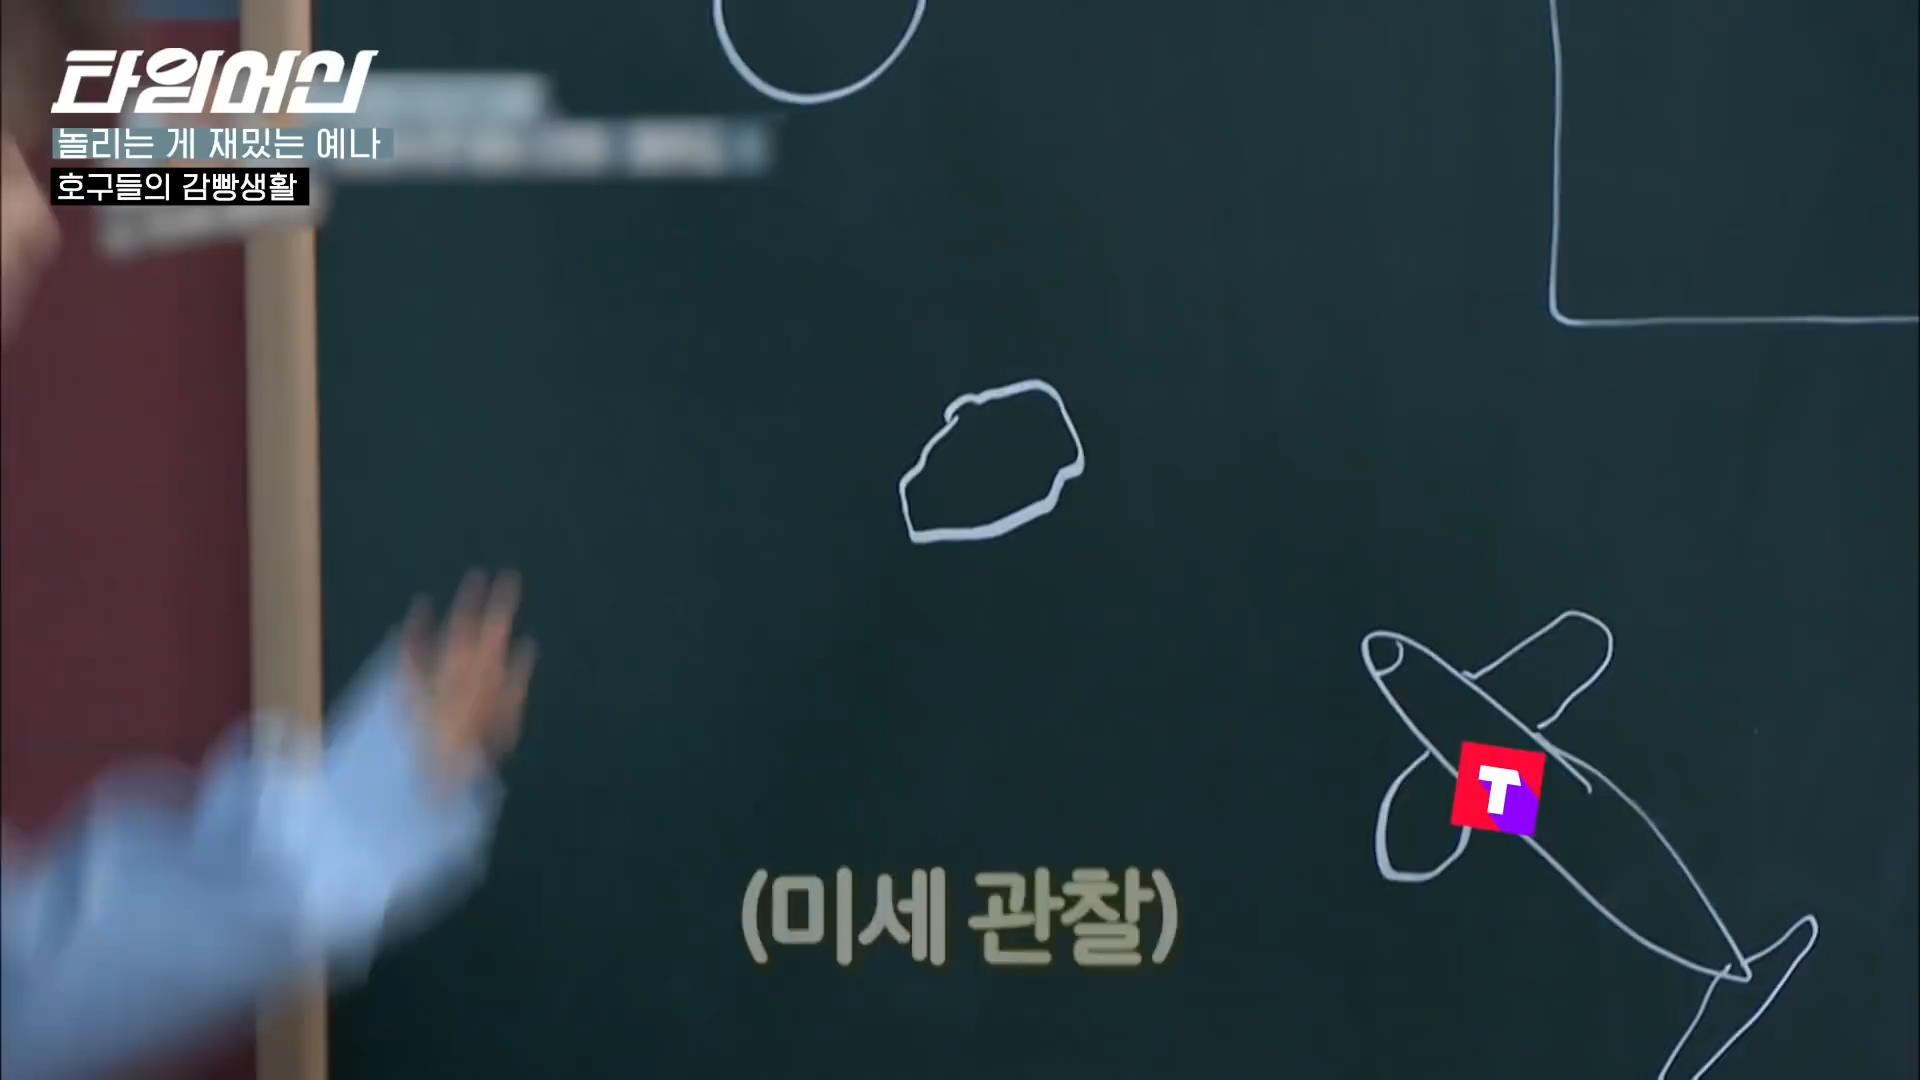 타임머신
놀리는 게 재밌는 예나
호구들의 감빵생활
T
(미세 관찰)